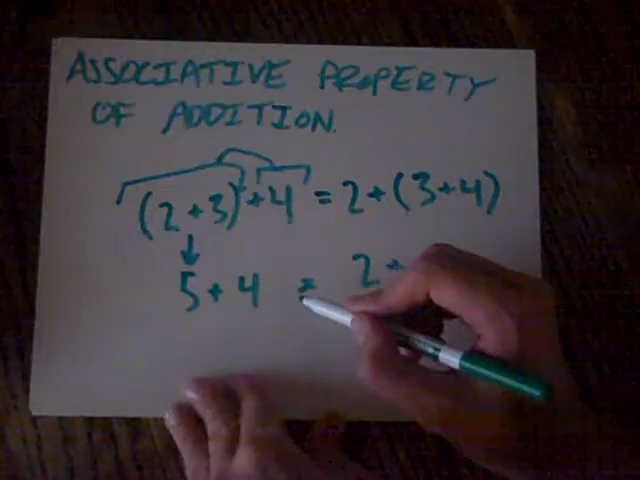 ASSOCIATIVE PROPERTY
OF ADDITION.
(2+3)+4 = 2+(3+4)
5+4 = 2+